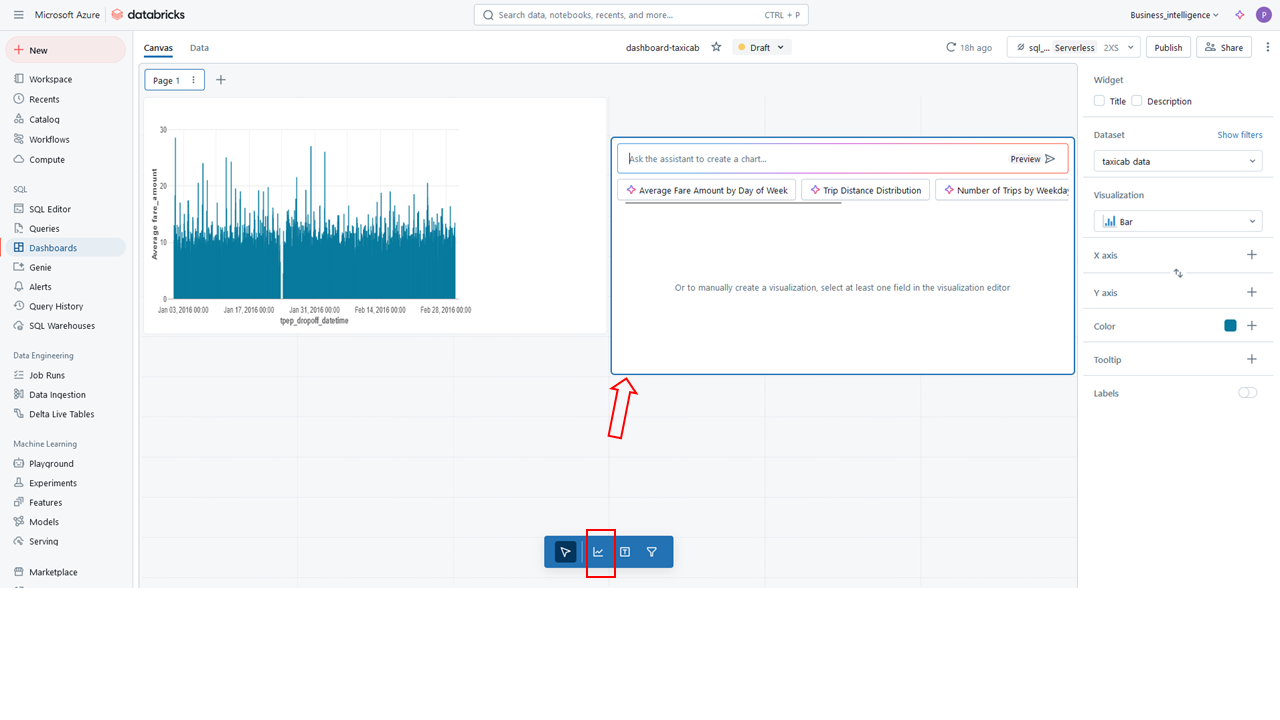 Microsoft Azure
databricks
Search data, notebooks, recents, and more...
CTRL + P
Business_intelligence
P
New
Workspace
Recents
Catalog
Workflows
Compute
SQL
SQL Editor
Queries
Dashboards
Genie
Alerts
Query History
SQL Warehouses
Data Engineering
Job Runs
Data Ingestion
Delta Live Tables
Machine Learning
Playground
Experiments
Features
Models
Serving
Marketplace
Canvas
Data
dashboard-taxicab
Draft
18h ago
sql_... Serverless 2XS
Publish
Share
Page 1
30
20
10
0
Average fare_amount
Jan 03, 2016 00:00
Jan 17, 2016 00:00
Jan 31, 2016 00:00
Feb 14, 2016 00:00
Feb 28, 2016 00:00
tpep_dropoff_datetime
Ask the assistant to create a chart...
Preview
Average Fare Amount by Day of Week
Trip Distance Distribution
Number of Trips by Weekday
Or to manually create a visualization, select at least one field in the visualization editor
Widget
Title
Description
Dataset
Show filters
taxicab data
Visualization
Bar
X axis
Y axis
Color
Tooltip
Labels